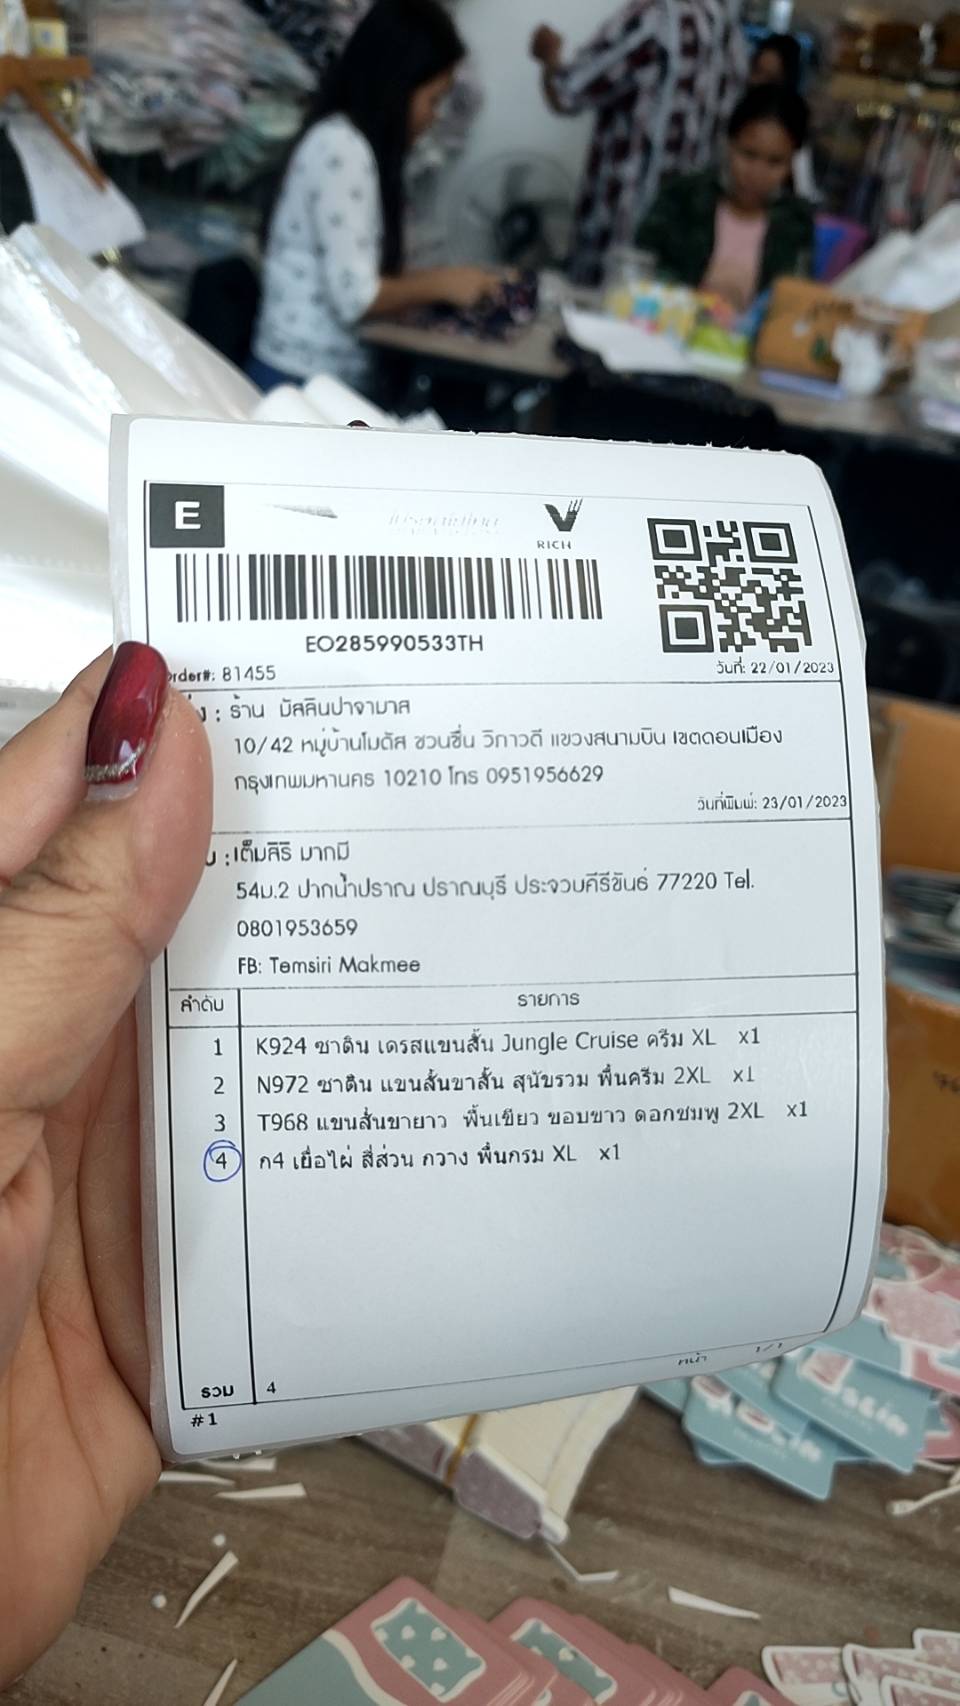 E
RICH
EO285990533TH
rder#: 81455
วันที่: 22/01/2023
: ร้าน มัสลินปาจามาส
10/42 หมู่บ้านโมดัส ชวนชื่น วิภาวดี แขวงสนามบิน เขตดอนเมือง
กรุงเทพมหานคร 10210 โทร 0951956629
วันที่พิมพ์: 23/01/2023
บ : เต็มสิริ มากมี
54ม.2 ปากน้ำปราณ ปราณบุรี ประจวบคีรีขันธ์ 77220 Tel.
0801953659
FB: Temsiri Makmee
ลำดับ รายการ
1 K924 ซาติน เดรสแขนสั้น Jungle Cruise ครีม XL x1
2 N972 ซาติน แขนสั้นขาสั้น สุนัขรวม พื้นครีม 2XL x1
3 T968 แขนสั้นขายาว พื้นเขียว ขอบขาว ดอกชมพู 2XL x1
4 ก4 เยื่อไผ่ สี่ส่วน กวาง พื้นกรม XL x1
หน้า 1/1
รวม 4
#1